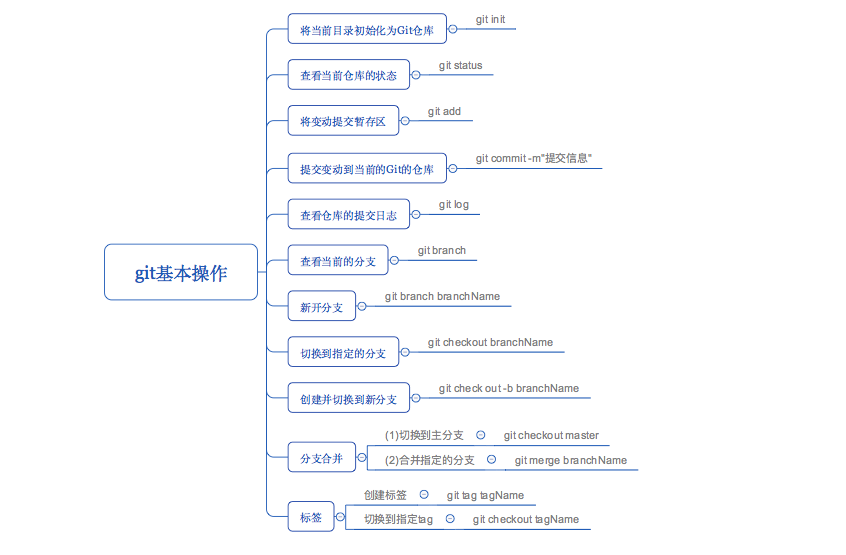 将当前目录初始化为Git仓库
git init
查看当前仓库的状态
git status
将变动提交暂存区
git add
提交变动到当前的Git的仓库
git commit -m"提交信息"
查看仓库的提交日志
git log
git基本操作
查看当前的分支
git branch
新开分支
git branch branchName
切换到指定的分支
git checkout branchName
创建并切换到新分支
git check out -b branchName
分支合并
(1)切换到主分支
git checkout master
(2)合并指定的分支
git merge branchName
标签
创建标签
git tag tagName
切换到指定tag
git checkout tagName